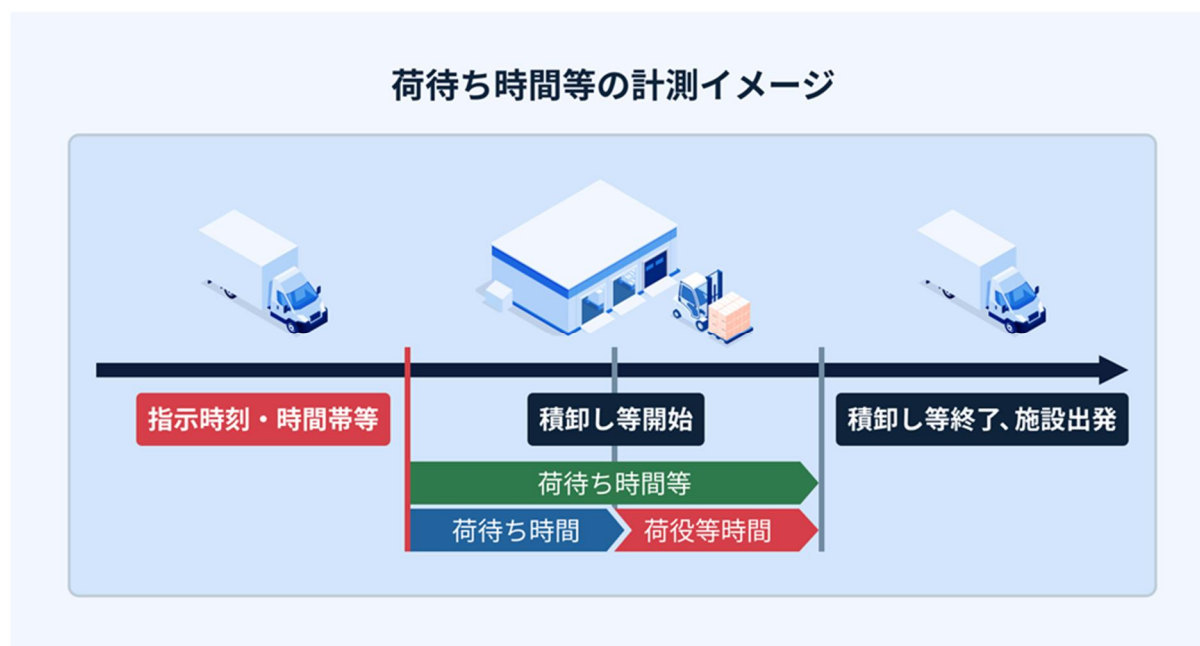 荷待ち時間等の計測イメージ
指示時刻・時間帯等
積卸し等開始
積卸し等終了、施設出発
荷待ち時間等
荷待ち時間
荷役等時間